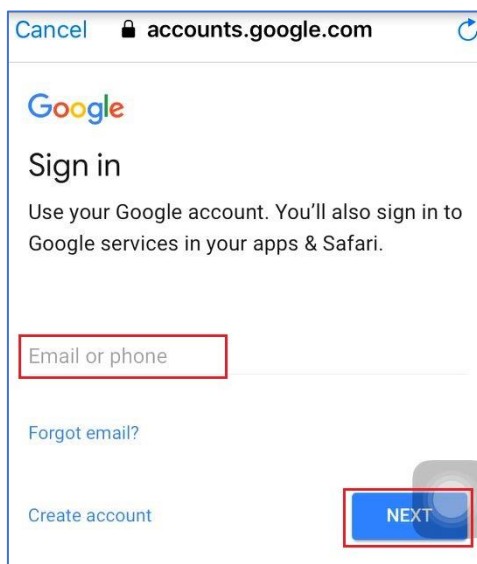 Cancel accounts.google.com
Google
Sign in
Use your Google account. You’ll also sign in to
Google services in your apps & Safari.
Email or phone
Forgot email?
Create account NEXT